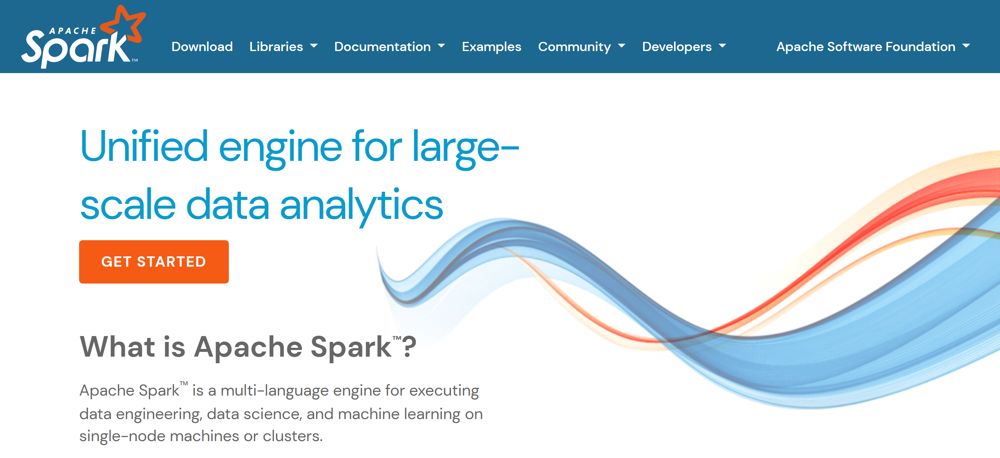 APACHE
Spark™
Download Libraries Documentation Examples Community Developers Apache Software Foundation
Unified engine for large-
scale data analytics
GET STARTED
What is Apache Spark™?
Apache Spark™ is a multi-language engine for executing
data engineering, data science, and machine learning on
single-node machines or clusters.